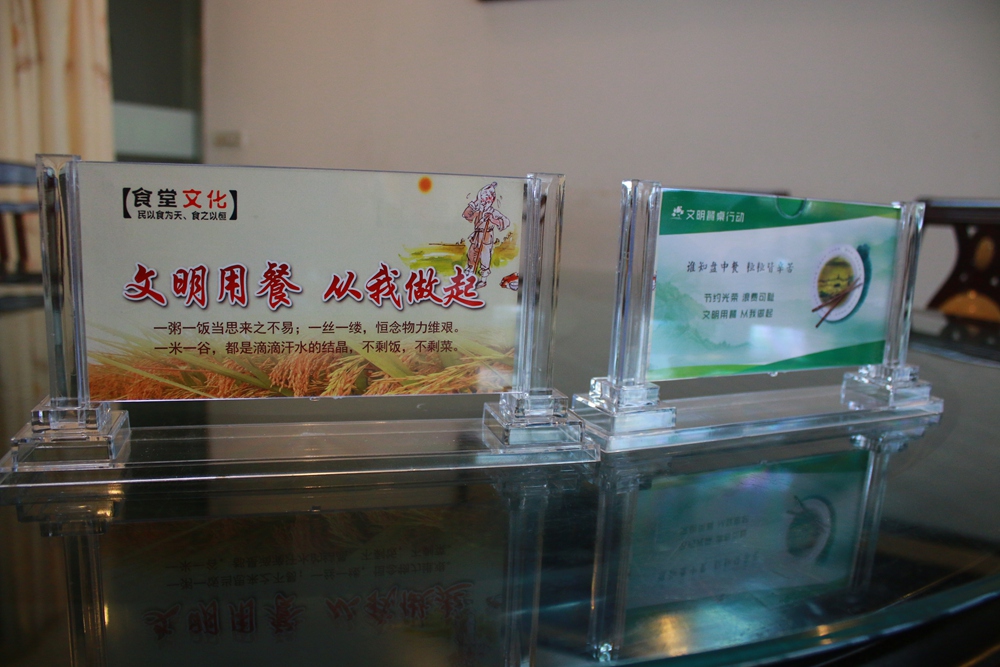 【食堂文化】
民以食为天、食之以恒
文明用餐 从我做起
一粥一饭当思来之不易；一丝一缕，恒念物力维艰。
一米一谷，都是滴滴汗水的结晶，不剩饭，不剩菜。
文明餐桌行动
谁知盘中餐 粒粒皆辛苦
节约光荣 浪费可耻
文明用餐 从我做起